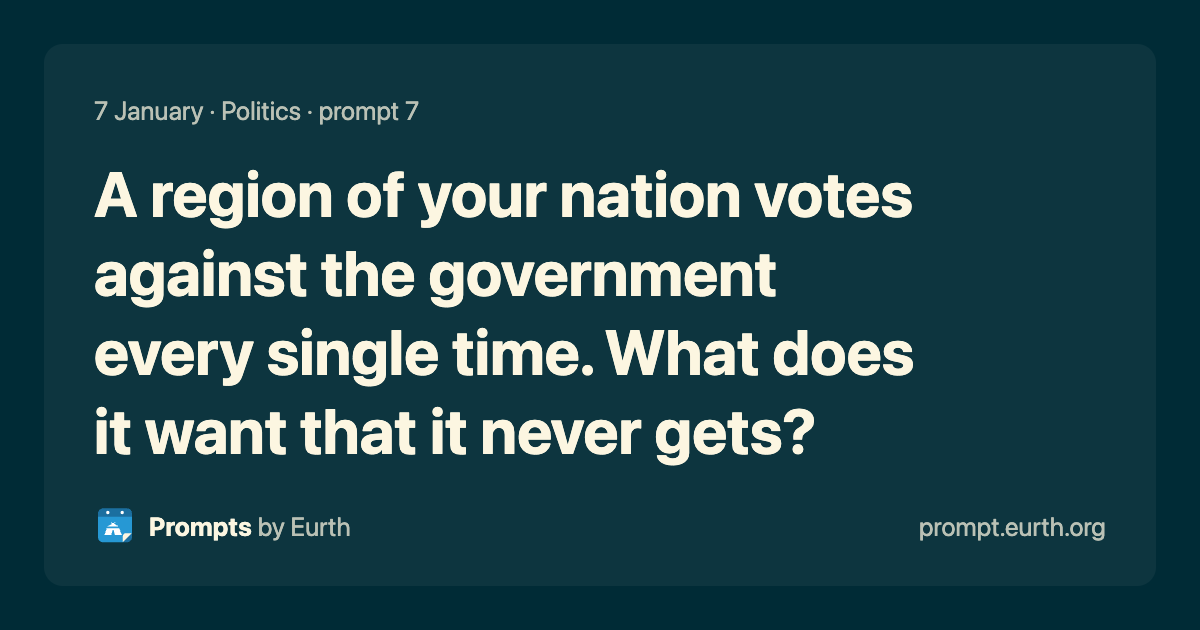 7 January · Politics · prompt 7
A region of your nation votes
against the government
every single time. What does
it want that it never gets?
Prompts by Eurth
prompt.eurth.org